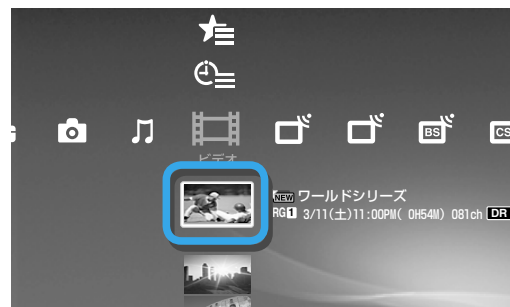 BS
CS
ビデオ
NEW ワールドシリーズ
RG1 3/11(土)11:00PM( 0H54M) 081ch DR